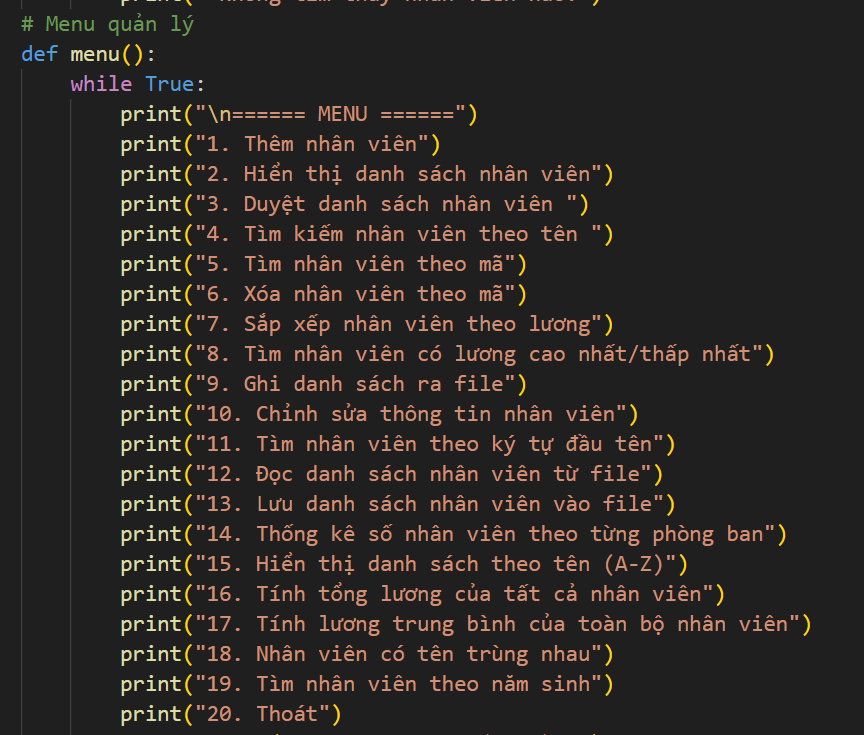 # Menu quản lý
def menu():
    while True:
        print("\n====== MENU ======")
        print("1. Thêm nhân viên")
        print("2. Hiển thị danh sách nhân viên")
        print("3. Duyệt danh sách nhân viên ")
        print("4. Tìm kiếm nhân viên theo tên ")
        print("5. Tìm nhân viên theo mã")
        print("6. Xóa nhân viên theo mã")
        print("7. Sắp xếp nhân viên theo lương")
        print("8. Tìm nhân viên có lương cao nhất/thấp nhất")
        print("9. Ghi danh sách ra file")
        print("10. Chỉnh sửa thông tin nhân viên")
        print("11. Tìm nhân viên theo ký tự đầu tên")
        print("12. Đọc danh sách nhân viên từ file")
        print("13. Lưu danh sách nhân viên vào file")
        print("14. Thống kê số nhân viên theo từng phòng ban")
        print("15. Hiển thị danh sách theo tên (A-Z)")
        print("16. Tính tổng lương của tất cả nhân viên")
        print("17. Tính lương trung bình của toàn bộ nhân viên")
        print("18. Nhân viên có tên trùng nhau")
        print("19. Tìm nhân viên theo năm sinh")
        print("20. Thoát")